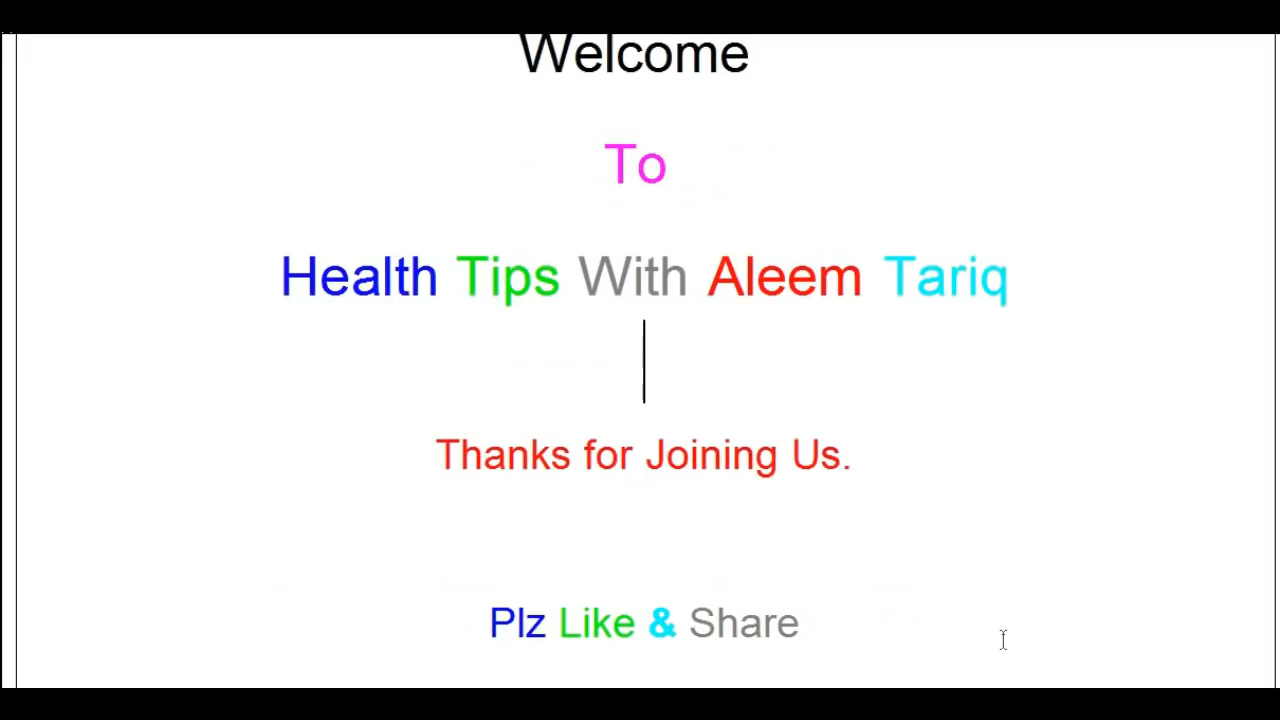 Welcome
To
Health Tips With Aleem Tariq
Thanks for Joining Us.
Plz Like & Share